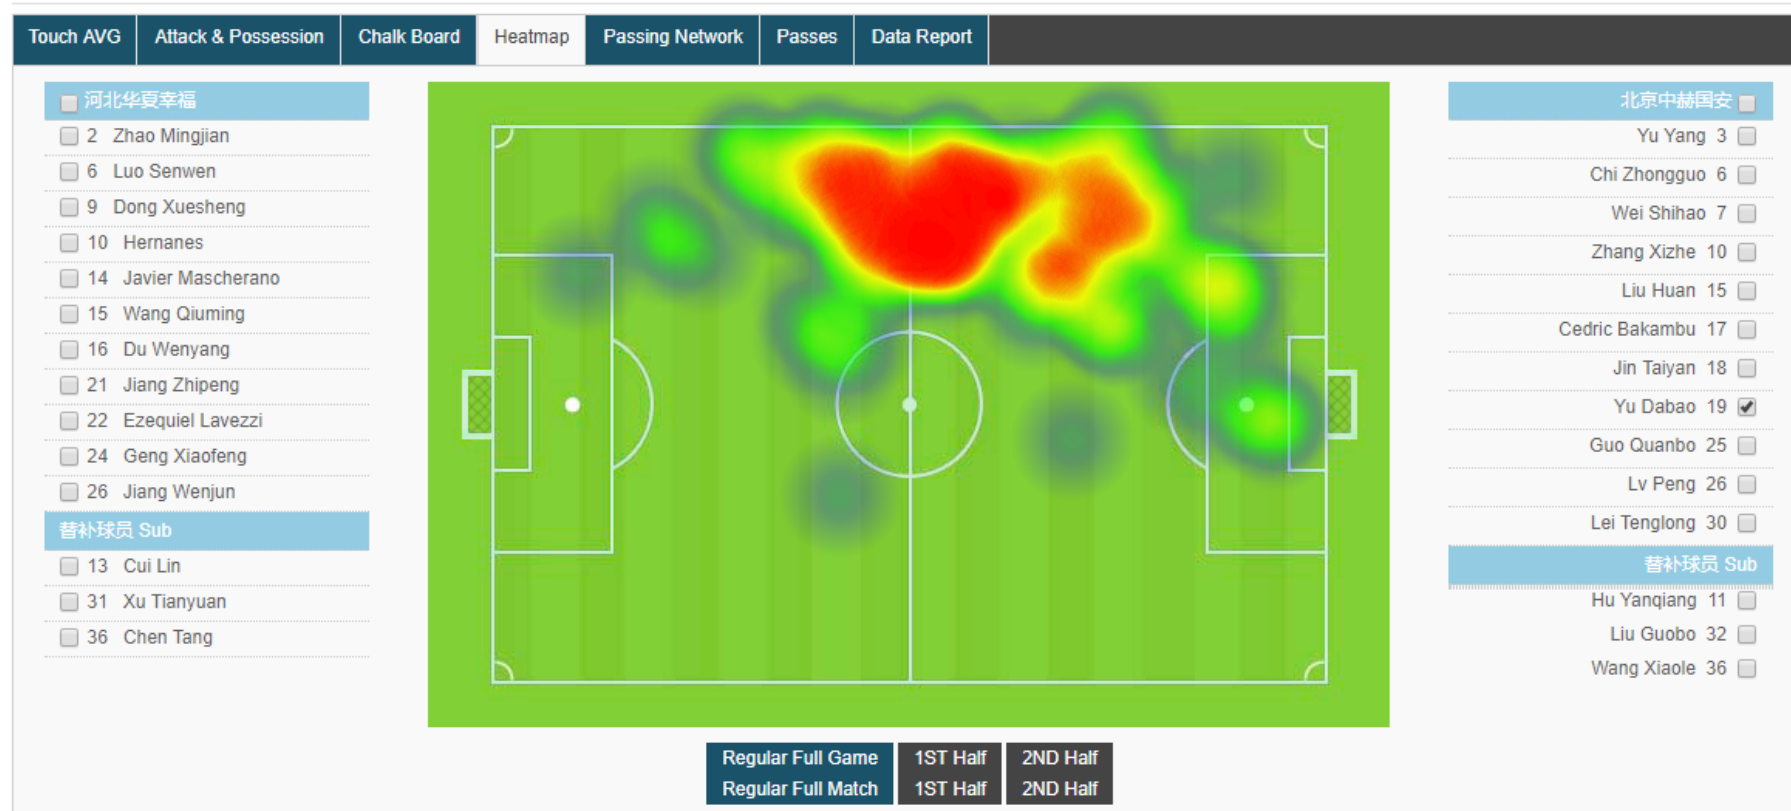 Touch AVG Attack & Possession Chalk Board Heatmap Passing Network Passes Data Report
河北华夏幸福
2 Zhao Mingjian
6 Luo Senwen
9 Dong Xuesheng
10 Hernanes
14 Javier Mascherano
15 Wang Qiuming
16 Du Wenyang
21 Jiang Zhipeng
22 Ezequiel Lavezzi
24 Geng Xiaofeng
26 Jiang Wenjun
替补球员 Sub
13 Cui Lin
31 Xu Tianyuan
36 Chen Tang
北京中赫国安
Yu Yang 3
Chi Zhongguo 6
Wei Shihao 7
Zhang Xizhe 10
Liu Huan 15
Cedric Bakambu 17
Jin Taiyan 18
Yu Dabao 19
Guo Quanbo 25
Lv Peng 26
Lei Tenglong 30
替补球员 Sub
Hu Yanqiang 11
Liu Guobo 32
Wang Xiaole 36
Regular Full Game 1ST Half 2ND Half
Regular Full Match 1ST Half 2ND Half